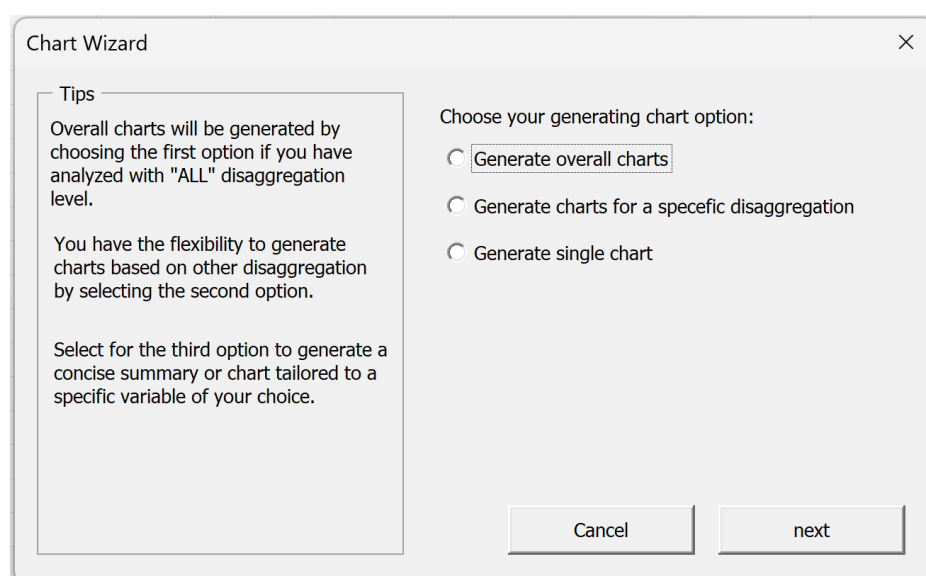 Chart Wizard
Tips
Overall charts will be generated by
choosing the first option if you have
analyzed with "ALL" disaggregation
level.
You have the flexibility to generate
charts based on other disaggregation
by selecting the second option.
Select for the third option to generate a
concise summary or chart tailored to a
specific variable of your choice.
Choose your generating chart option:
Generate overall charts
Generate charts for a specefic disaggregation
Generate single chart
Cancel
next